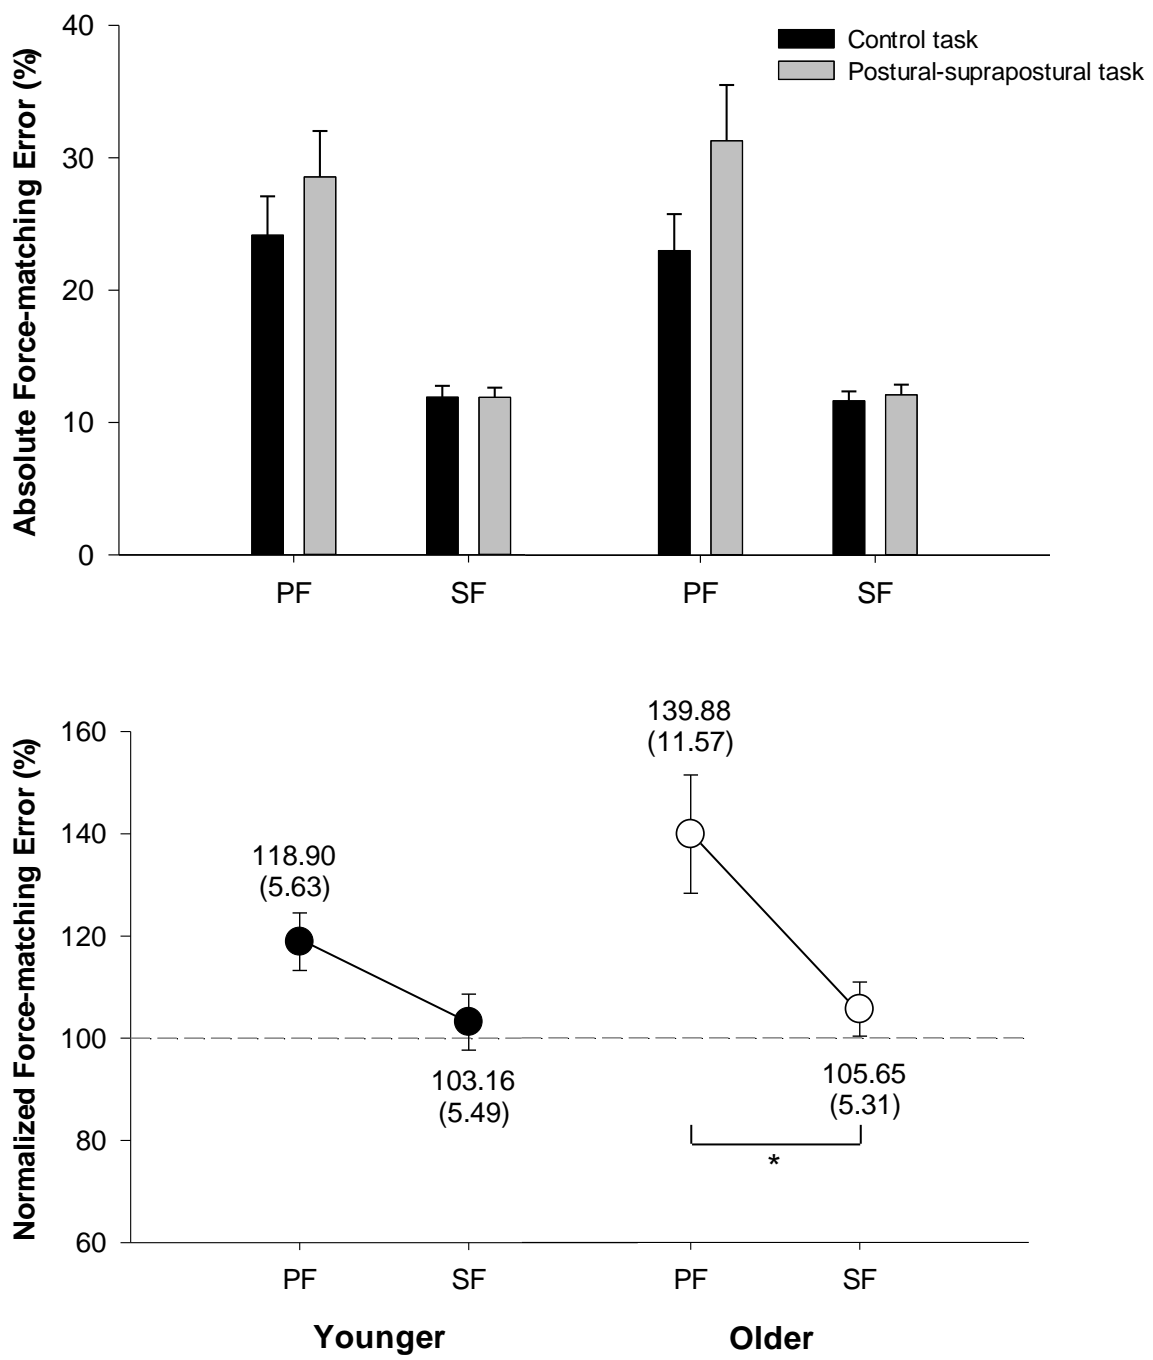 Control task
Postural-suprapostural task
Absolute Force-matching Error (%)
40
30
20
10
0
PF
SF
PF
SF
Normalized Force-matching Error (%)
160
140
120
100
80
60
118.90
(5.63)
103.16
(5.49)
139.88
(11.57)
105.65
(5.31)
*
PF
SF
PF
SF
Younger
Older